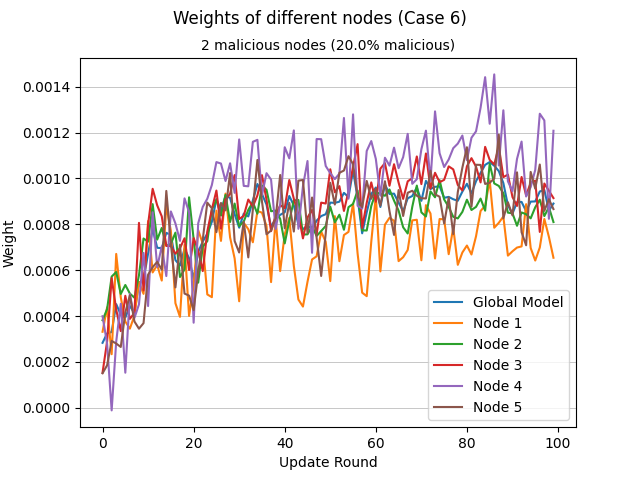 Weights of different nodes (Case 6)
2 malicious nodes (20.0% malicious)
0.0014
0.0012
0.0010
0.0008
0.0006
0.0004
0.0002
0.0000
Weight
Global Model
Node 1
Node 2
Node 3
Node 4
Node 5
0 20 40 60 80 100
Update Round